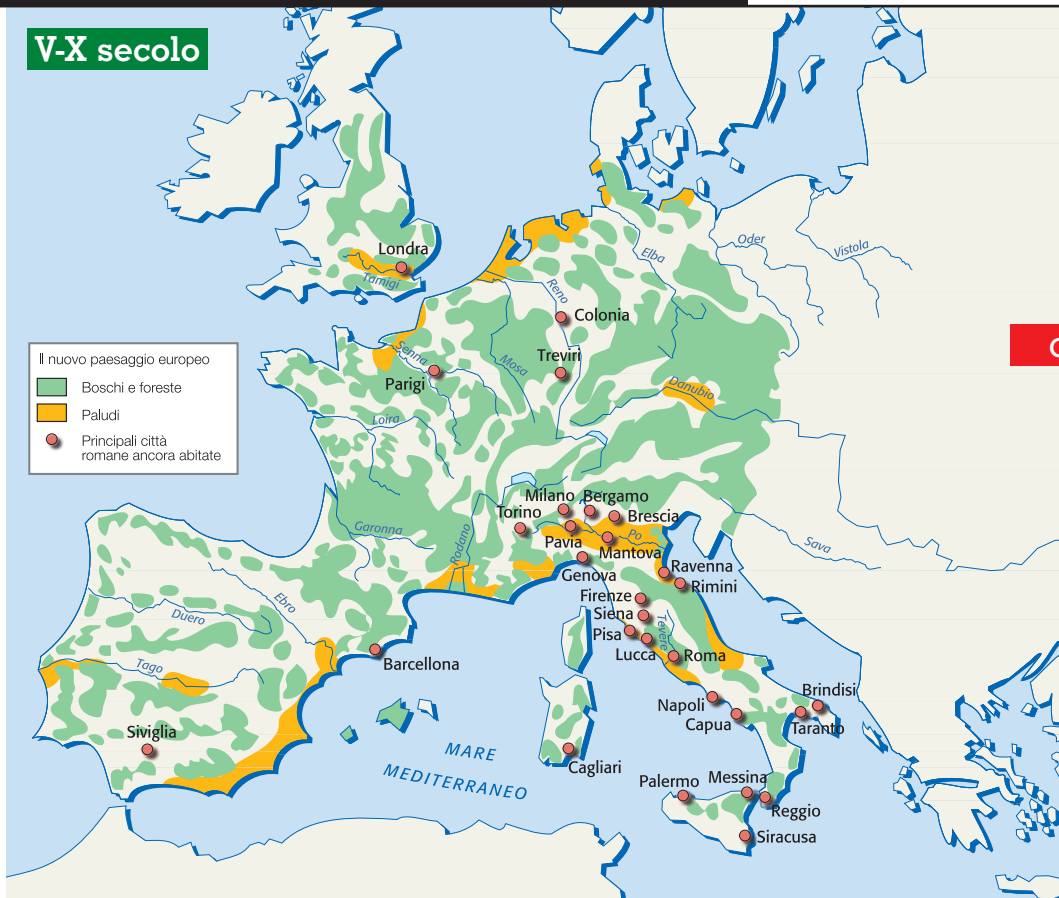 V-X secolo
Londra
Tamigi
Elba
Oder
Vistola
Reno
Colonia
Treviri
Mosa
Senna
Parigi
Danubio
Loira
Il nuovo paesaggio europeo
Boschi e foreste
Paludi
Principali città
romane ancora abitate
Milano
Bergamo
Torino
Brescia
Garonna
Rodano
Pavia
Po
Mantova
Sava
Genova
Ravenna
Rimini
Firenze
Siena
Tevere
Pisa
Lucca
Roma
Ebro
Duero
Tago
Barcellona
Siviglia
Napoli
Capua
Brindisi
Taranto
MARE
MEDITERRANEO
Cagliari
Palermo
Messina
Reggio
Siracusa